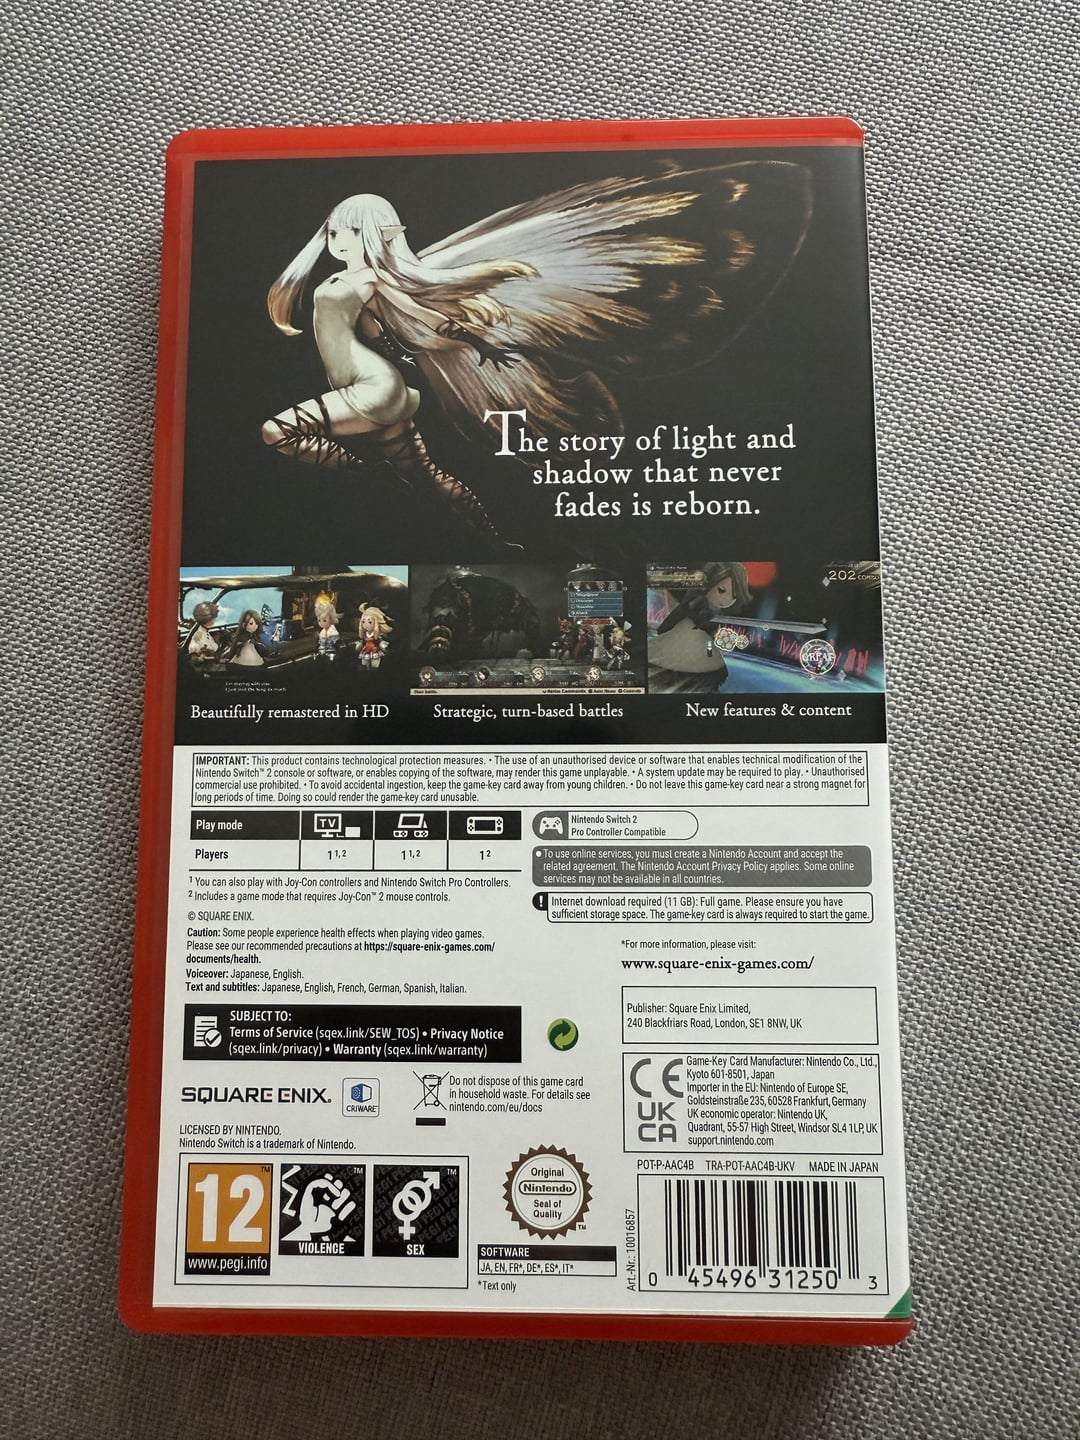 The story of light and
shadow that never
fades is reborn.
202 COMBO
GREAT
Beautifully remastered in HD
Strategic, turn-based battles
New features & content
IMPORTANT: This product contains technological protection measures. • The use of an unauthorised device or software that enables technical modification of the
Nintendo Switch™ 2 console or software, or enables copying of the software, may render this game unplayable. • A system update may be required to play. • Unauthorised
commercial use prohibited. • To avoid accidental ingestion, keep the game-key card away from young children. • Do not leave this game-key card near a strong magnet for
long periods of time. Doing so could render the game-key card unusable.
Play mode
TV
Players
1 1,2
1 1,2
1 2
1 You can also play with Joy-Con controllers and Nintendo Switch Pro Controllers.
2 Includes a game mode that requires Joy-Con™ 2 mouse controls.
Nintendo Switch 2
Pro Controller Compatible
• To use online services, you must create a Nintendo Account and accept the
related agreement. The Nintendo Account Privacy Policy applies. Some online
services may not be available in all countries.
! Internet download required (11 GB): Full game. Please ensure you have
sufficient storage space. The game-key card is always required to start the game.
© SQUARE ENIX.
Caution: Some people experience health effects when playing video games.
Please see our recommended precautions at https://square-enix-games.com/
documents/health.
Voiceover: Japanese, English.
Text and subtitles: Japanese, English, French, German, Spanish, Italian.
*For more information, please visit:
www.square-enix-games.com/
SUBJECT TO:
Terms of Service (sqex.link/SEW_TOS) • Privacy Notice
(sqex.link/privacy) • Warranty (sqex.link/warranty)
Publisher: Square Enix Limited,
240 Blackfriars Road, London, SE1 8NW, UK
SQUARE ENIX.
CRIWARE
Do not dispose of this game card
in household waste. For details see
nintendo.com/eu/docs
CE
UK
CA
Game-Key Card Manufacturer: Nintendo Co., Ltd.,
Kyoto 601-8501, Japan
Importer in the EU: Nintendo of Europe SE,
Goldsteinstraße 235, 60528 Frankfurt, Germany
UK economic operator: Nintendo UK,
Quadrant, 55-57 High Street, Windsor SL4 1LP, UK
support.nintendo.com
LICENSED BY NINTENDO.
Nintendo Switch is a trademark of Nintendo.
POT-P-AAC4B TRA-POT-AAC4B-UKV MADE IN JAPAN
12
www.pegi.info
VIOLENCE
SEX
Original
Nintendo
Seal of
Quality
SOFTWARE
JA, EN, FR*, DE*, ES*, IT*
*Text only
Art.-Nr.: 10016857
0 45496 31250 3